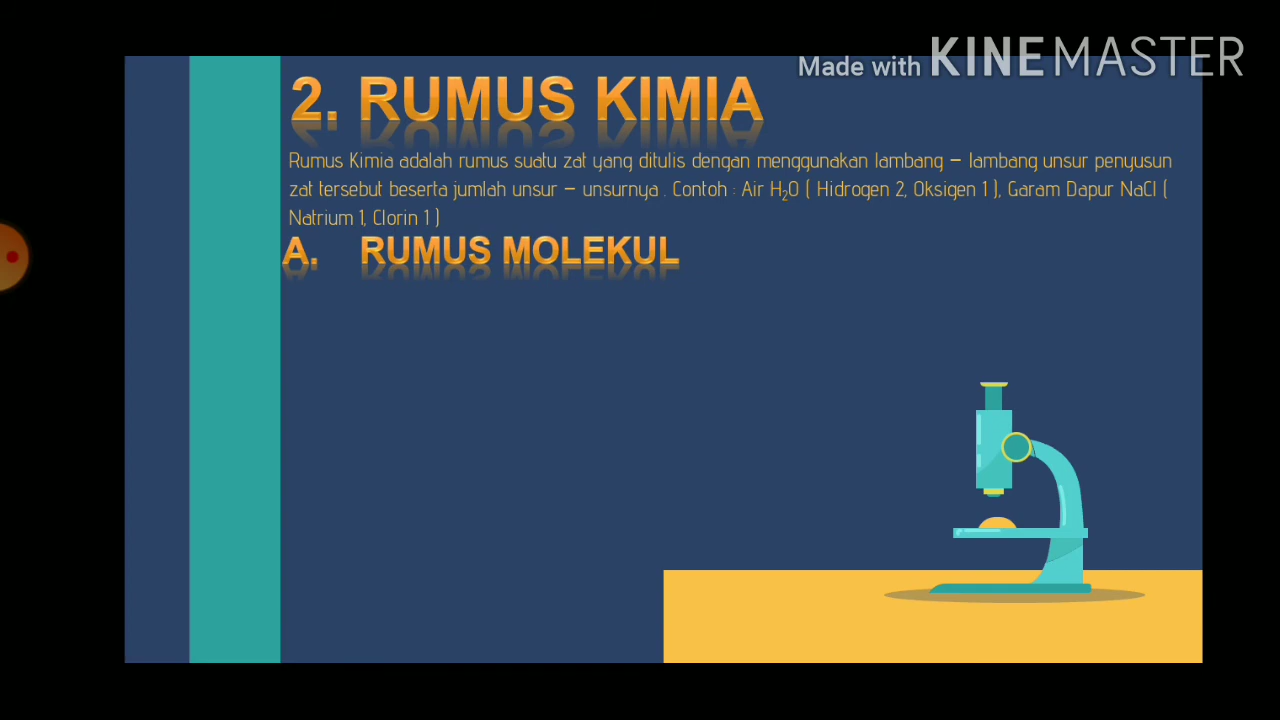 Made with KINEMASTER
2. RUMUS KIMIA
Rumus Kimia adalah rumus suatu zat yang ditulis dengan menggunakan lambang – lambang unsur penyusun
zat tersebut beserta jumlah unsur – unsurnya . Contoh : Air H₂O ( Hidrogen 2, Oksigen 1 ), Garam Dapur NaCl (
Natrium 1, Clorin 1 )
A. RUMUS MOLEKUL